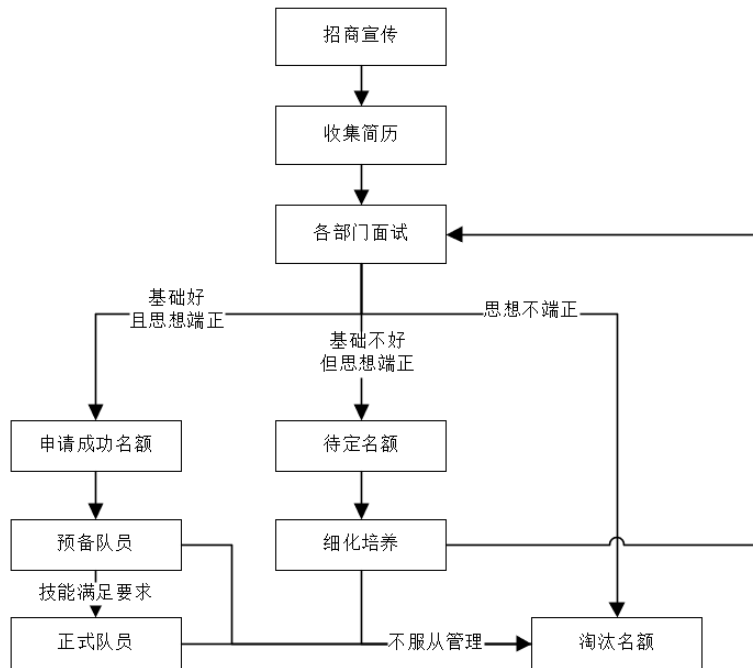 招商宣传
收集简历
各部门面试
基础好
且思想端正
基础不好
但思想端正
思想不端正
申请成功名额
待定名额
预备队员
细化培养
技能满足要求
正式队员
不服从管理
淘汰名额